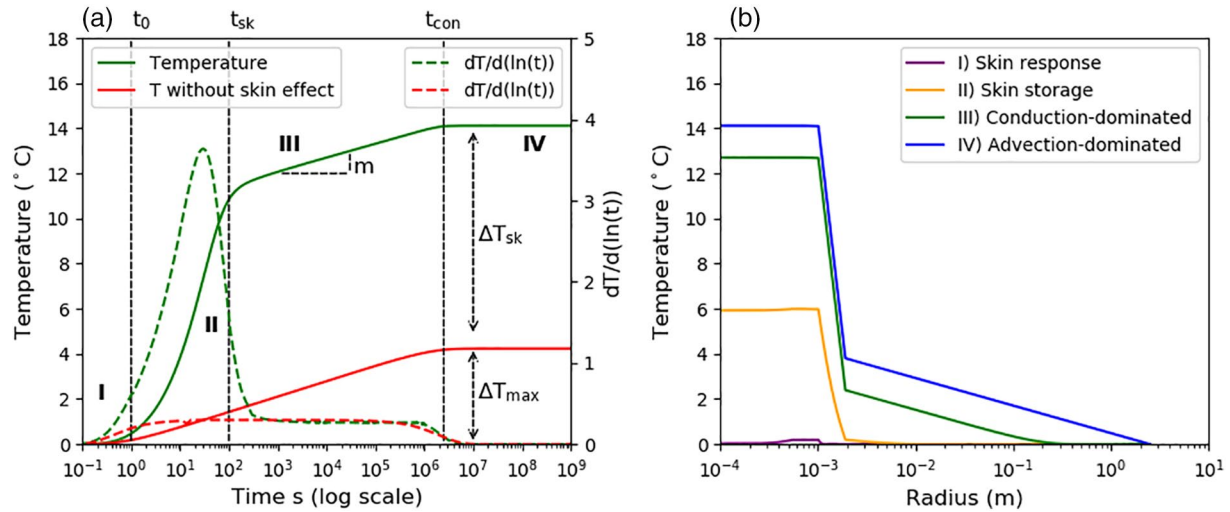 (a) t₀ t_sk t_con
Temperature (°C)
18
16
14
12
10
8
6
4
2
0
Temperature
T without skin effect
dT/d(ln(t))
dT/d(ln(t))
I
II
III
IV
m
ΔT_sk
ΔT_max
5
4
3
2
1
0
dT/d(ln(t))
10⁻¹ 10⁰ 10¹ 10² 10³ 10⁴ 10⁵ 10⁶ 10⁷ 10⁸ 10⁹
Time s (log scale)
(b)
Temperature (°C)
18
16
14
12
10
8
6
4
2
0
I) Skin response
II) Skin storage
III) Conduction-dominated
IV) Advection-dominated
10⁻⁴ 10⁻³ 10⁻² 10⁻¹ 10⁰ 10¹
Radius (m)